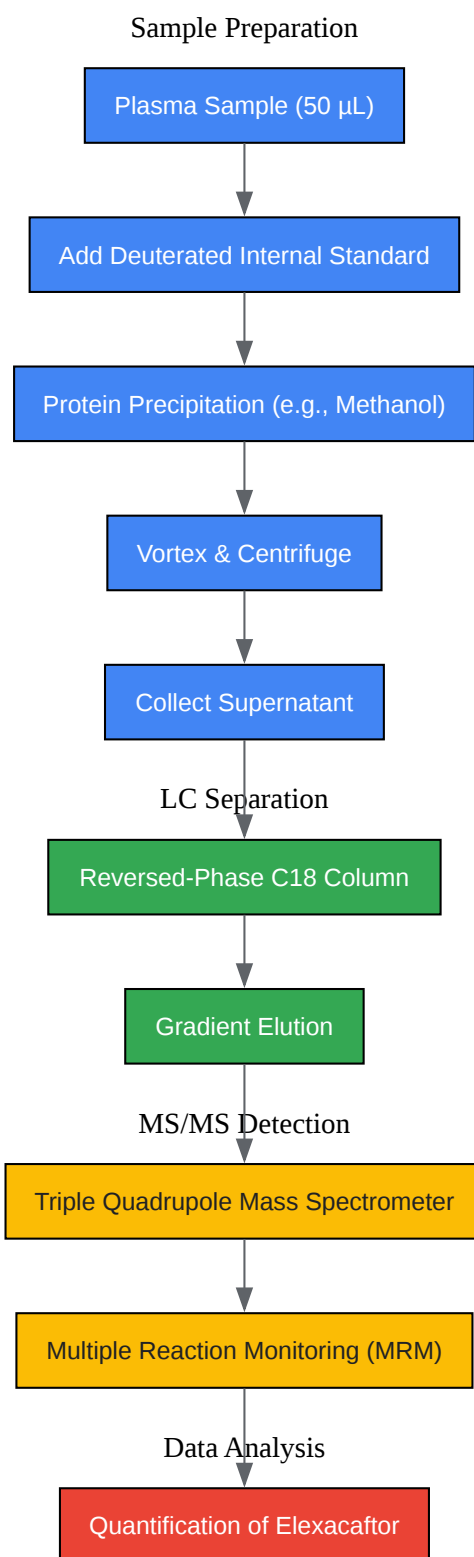 Sample Preparation
Plasma Sample (50 µL)
Add Deuterated Internal Standard
Protein Precipitation (e.g., Methanol)
Vortex & Centrifuge
Collect Supernatant
LC Separation
Reversed-Phase C18 Column
Gradient Elution
MS/MS Detection
Triple Quadrupole Mass Spectrometer
Multiple Reaction Monitoring (MRM)
Data Analysis
Quantification of Elexacaftor